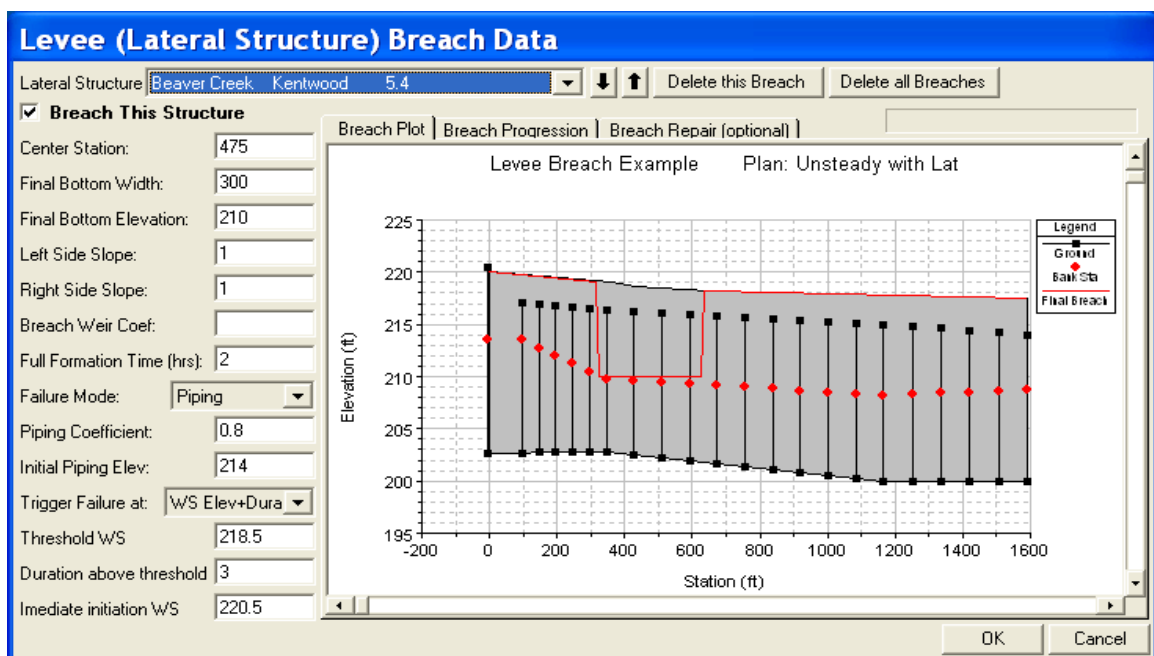 Levee (Lateral Structure) Breach Data
Lateral Structure Beaver Creek Kentwood 5.4
Delete this Breach
Delete all Breaches
Breach This Structure
Center Station: 475
Final Bottom Width: 300
Final Bottom Elevation: 210
Left Side Slope: 1
Right Side Slope: 1
Breach Weir Coef:
Full Formation Time (hrs): 2
Failure Mode: Piping
Piping Coefficient: 0.8
Initial Piping Elev: 214
Trigger Failure at: WS Elev+Dura
Threshold WS 218.5
Duration above threshold 3
Imediate initiation WS 220.5
Breach Plot Breach Progression Breach Repair (optional)
Levee Breach Example Plan: Unsteady with Lat
225
220
215
210
205
200
195
Elevation (ft)
-200 0 200 400 600 800 1000 1200 1400 1600
Station (ft)
Legend
Ground
Bank Sta
Final Breach
OK Cancel